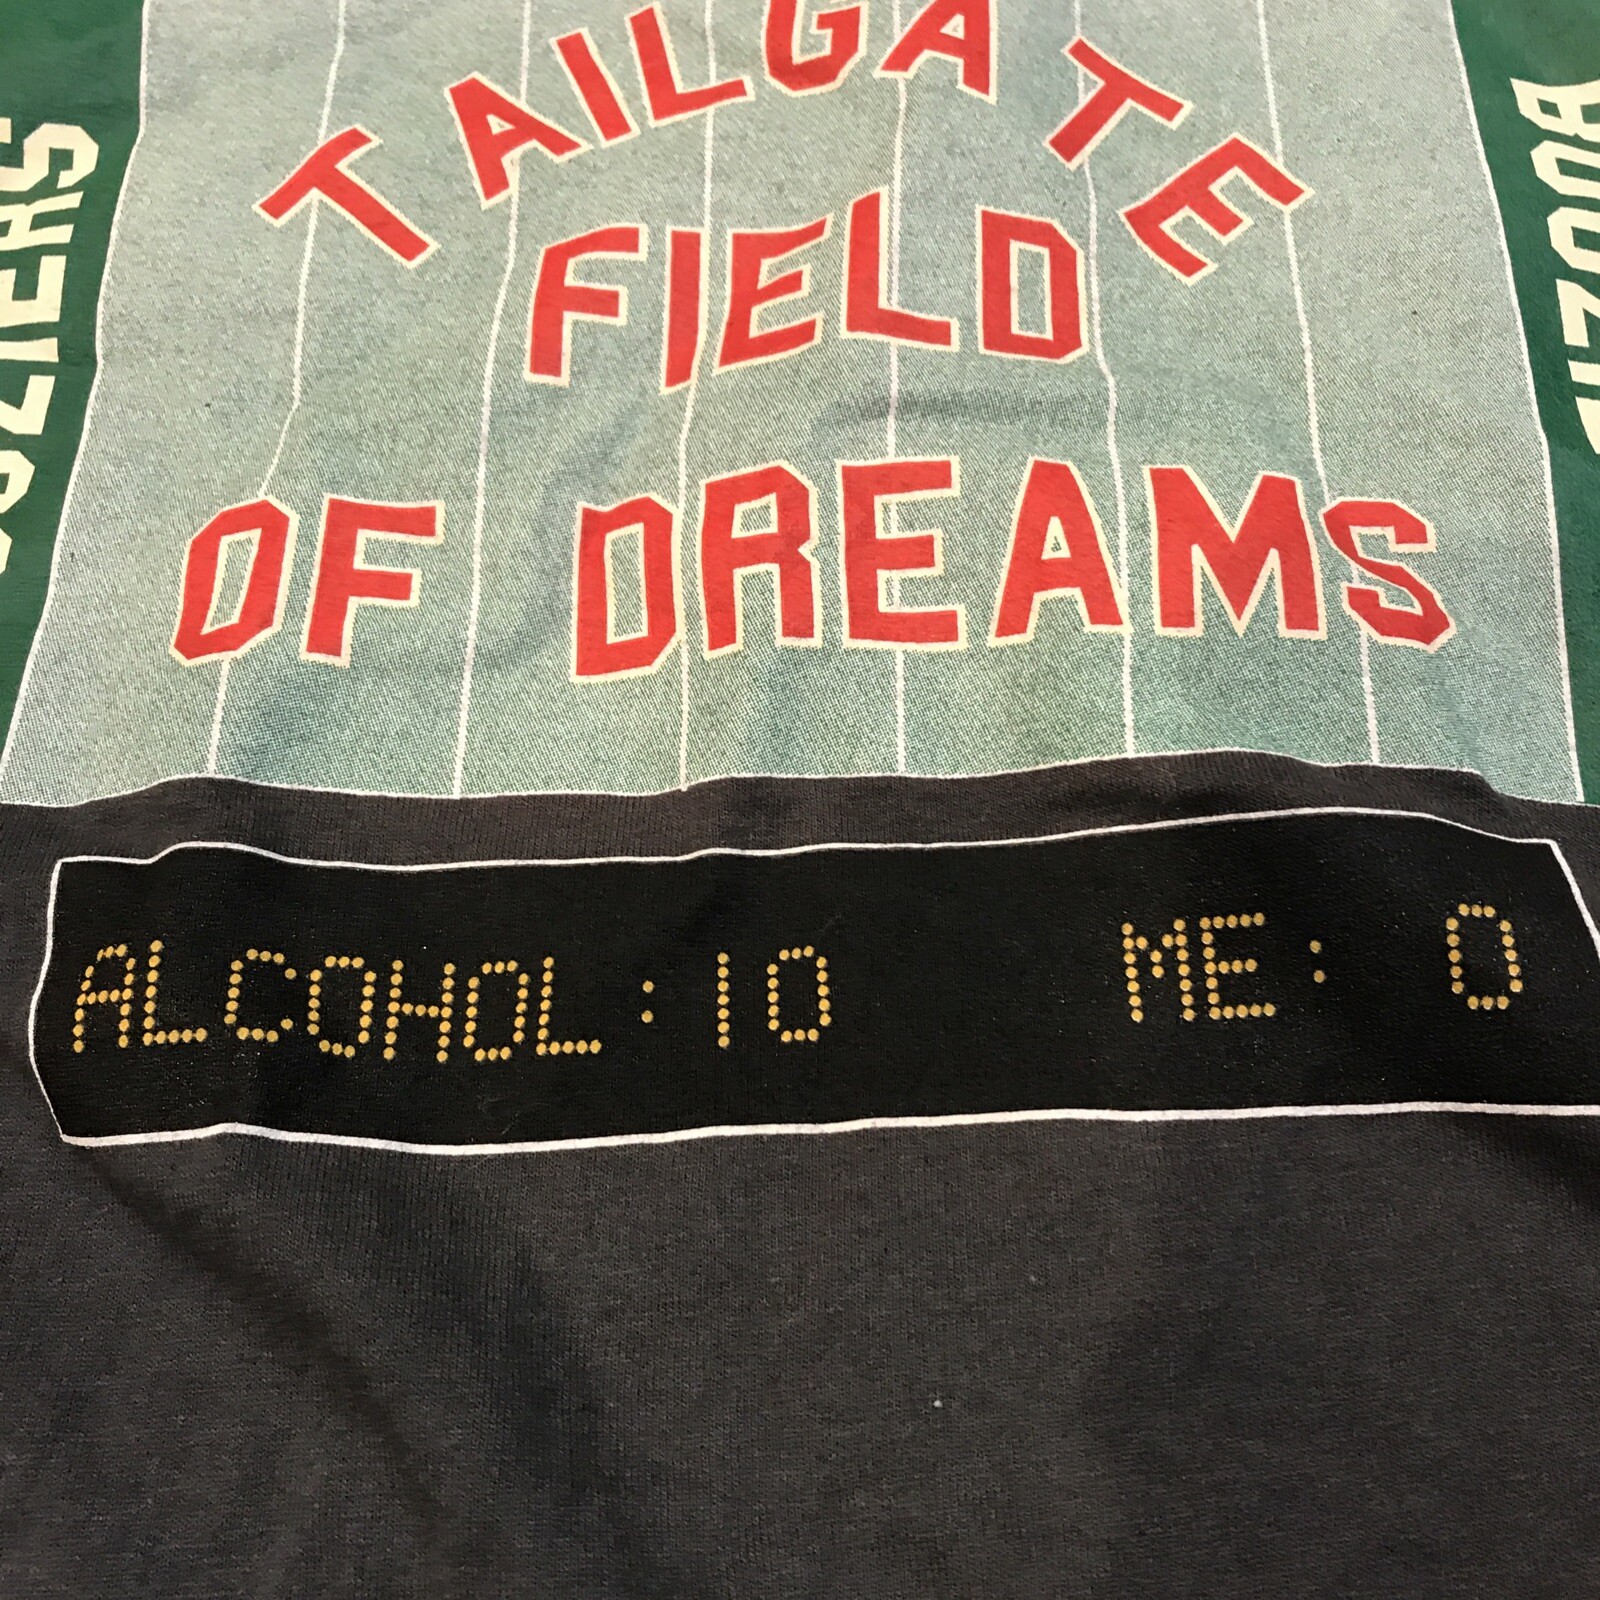 TAILGATE
FIELD
OF DREAMS
ALCOHOL:10 ME: 0